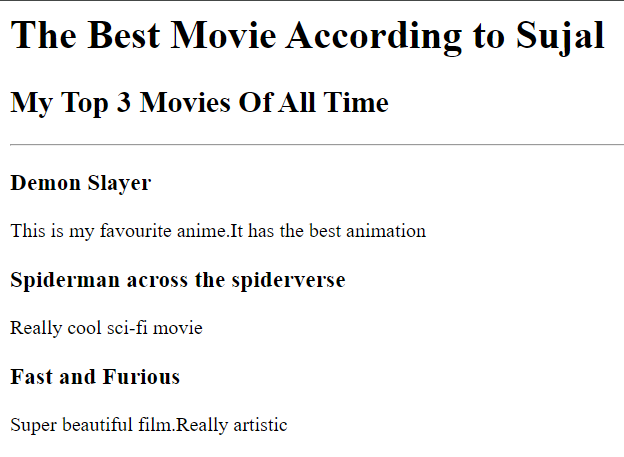 The Best Movie According to Sujal
My Top 3 Movies Of All Time
Demon Slayer
This is my favourite anime.It has the best animation
Spiderman across the spiderverse
Really cool sci-fi movie
Fast and Furious
Super beautiful film.Really artistic